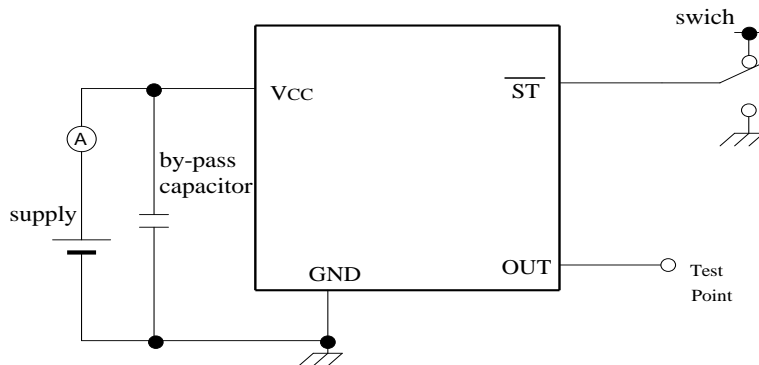 swich
VCC
ST
A
by-pass
capacitor
supply
GND
OUT
Test
Point